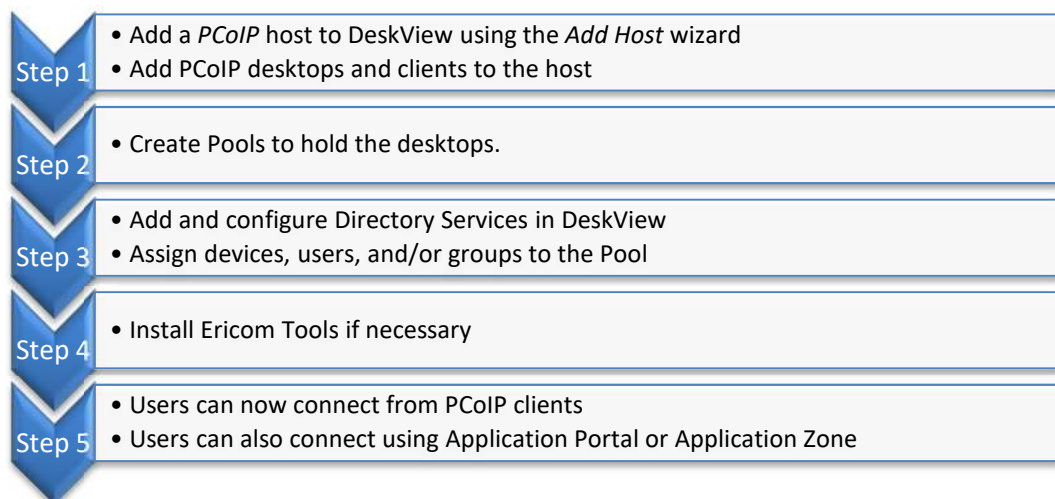 Step 1
• Add a PCoIP host to DeskView using the Add Host wizard
• Add PCoIP desktops and clients to the host
Step 2
• Create Pools to hold the desktops.
Step 3
• Add and configure Directory Services in DeskView
• Assign devices, users, and/or groups to the Pool
Step 4
• Install Ericom Tools if necessary
Step 5
• Users can now connect from PCoIP clients
• Users can also connect using Application Portal or Application Zone